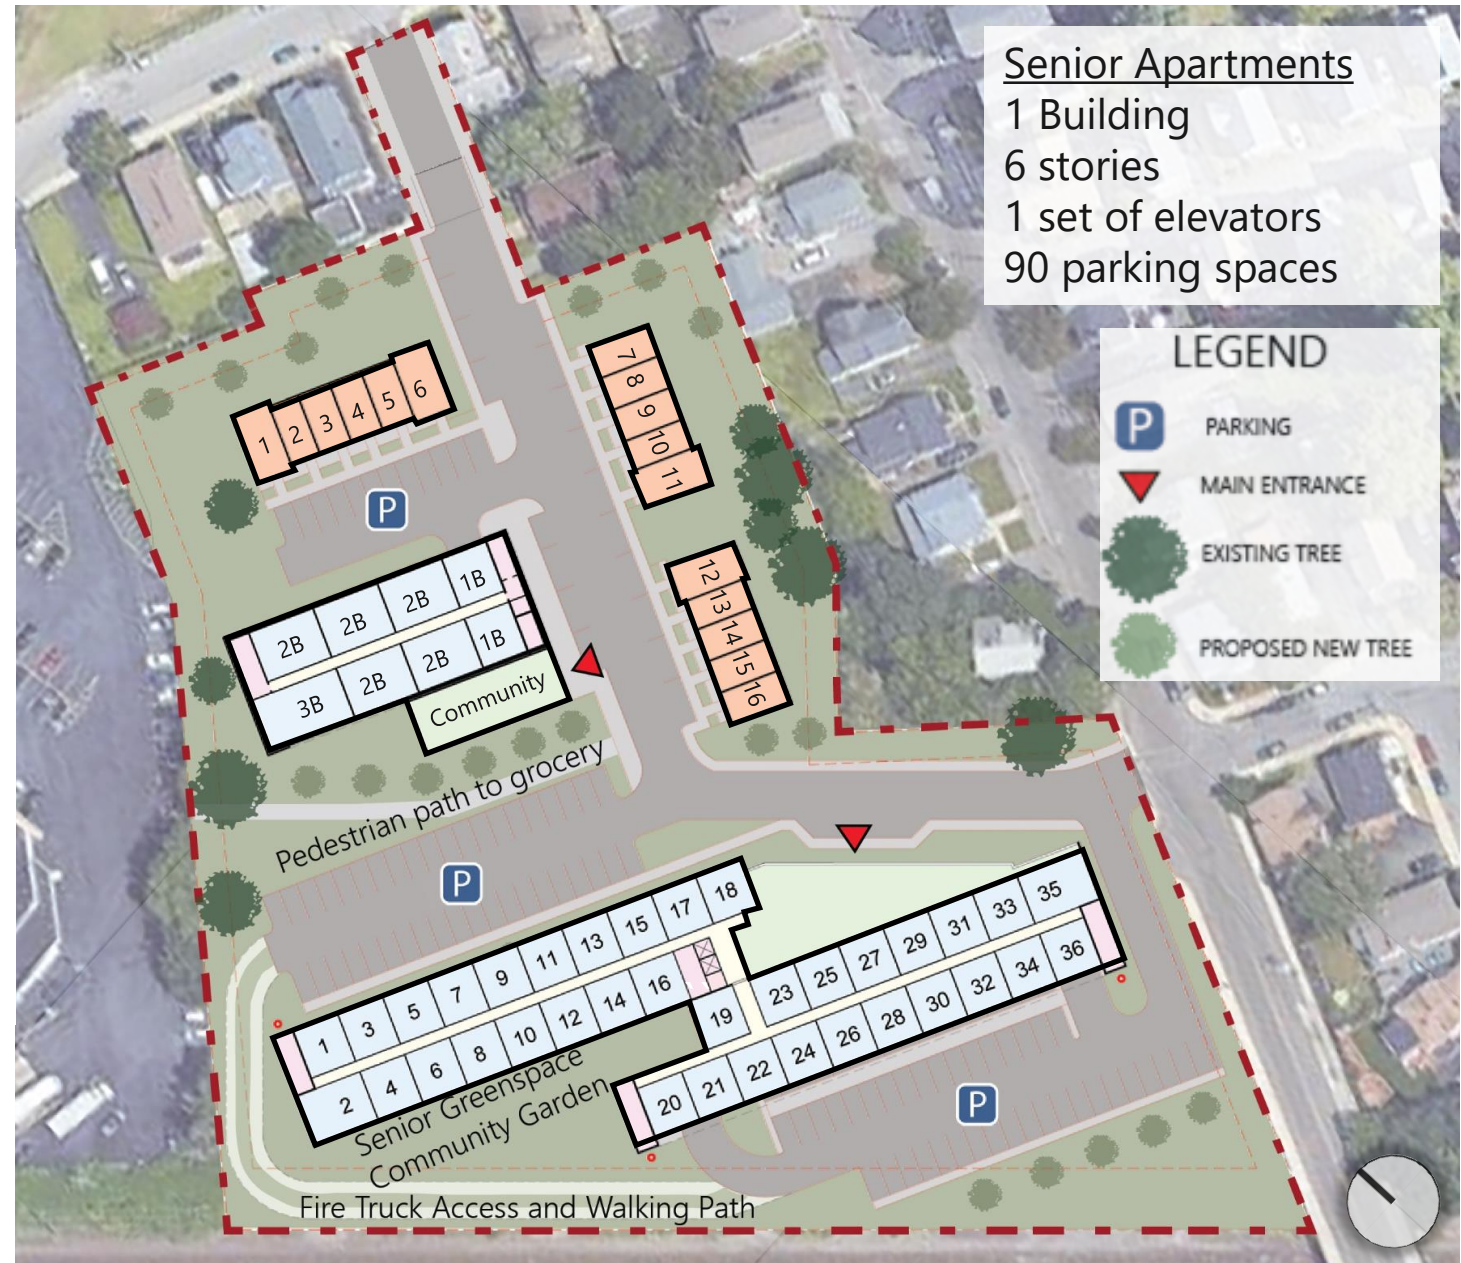 Senior Apartments
1 Building
6 stories
1 set of elevators
90 parking spaces
LEGEND
P PARKING
MAIN ENTRANCE
EXISTING TREE
PROPOSED NEW TREE
1 2 3 4 5 6
7
8
9
10
11
P
12
13
14
15
16
2B 2B 2B 1B
3B 2B 2B 1B
Community
Pedestrian path to grocery
P
1 3 5 7 9 11 13 15 17 18
2 4 6 8 10 12 14 16
19
23 25 27 29 31 33 35
20 21 22 24 26 28 30 32 34 36
Senior Greenspace
Community Garden
P
Fire Truck Access and Walking Path